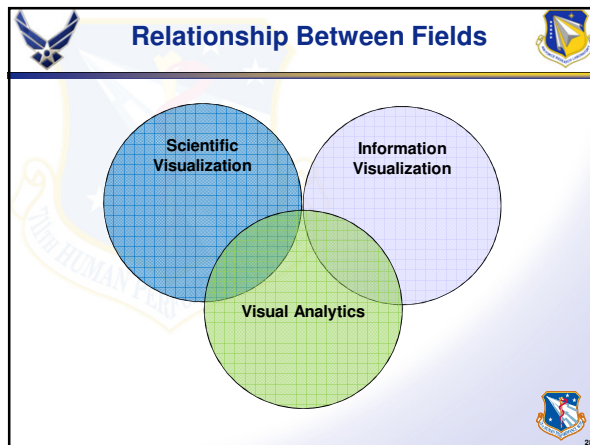 Relationship Between Fields
Scientific
Visualization
Information
Visualization
Visual Analytics